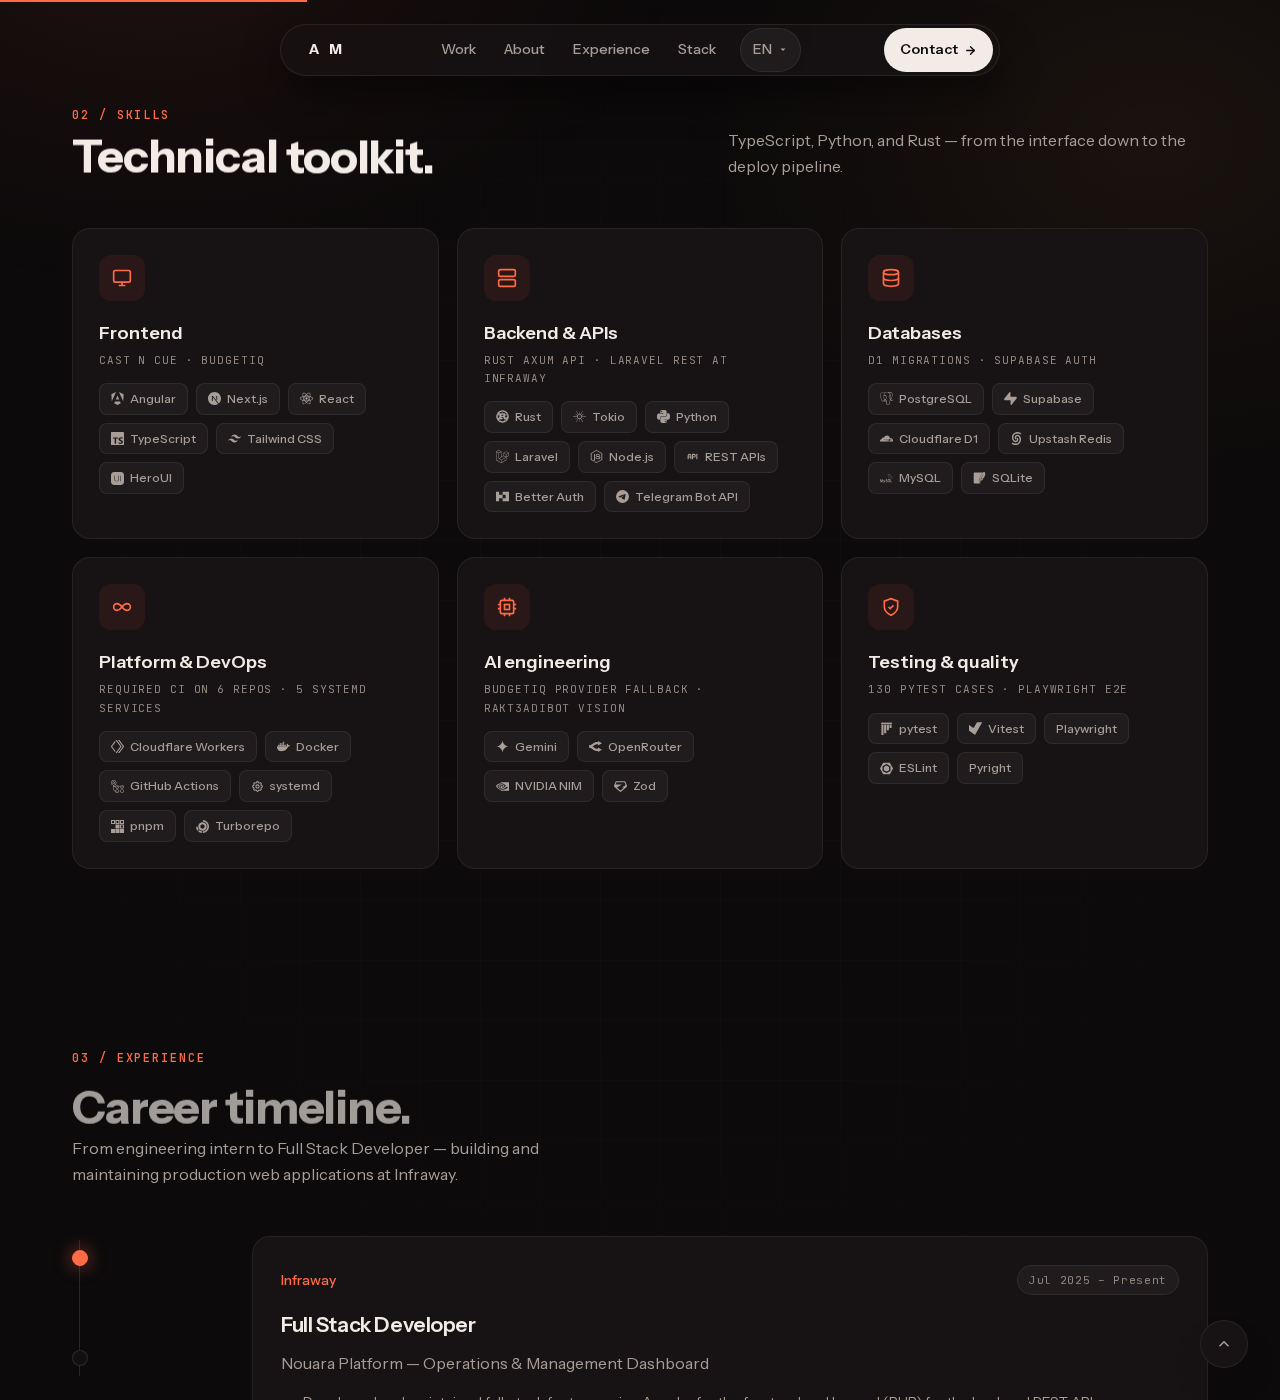 A M
Work
About
Experience
Stack
EN
Contact →
02 / SKILLS
Technical toolkit.
TypeScript, Python, and Rust — from the interface down to the
deploy pipeline.
Frontend
CAST N CUE · BUDGETIQ
Angular
Next.js
React
TypeScript
Tailwind CSS
HeroUI
Backend & APIs
RUST AXUM API · LARAVEL REST AT
INFRAWAY
Rust
Tokio
Python
Laravel
Node.js
REST APIs
Better Auth
Telegram Bot API
Databases
D1 MIGRATIONS · SUPABASE AUTH
PostgreSQL
Supabase
Cloudflare D1
Upstash Redis
MySQL
SQLite
Platform & DevOps
REQUIRED CI ON 6 REPOS · 5 SYSTEMD
SERVICES
Cloudflare Workers
Docker
GitHub Actions
systemd
pnpm
Turborepo
AI engineering
BUDGETIQ PROVIDER FALLBACK ·
RAKT3ADIBOT VISION
Gemini
OpenRouter
NVIDIA NIM
Zod
Testing & quality
130 PYTEST CASES · PLAYWRIGHT E2E
pytest
Vitest
Playwright
ESLint
Pyright
03 / EXPERIENCE
Career timeline.
From engineering intern to Full Stack Developer — building and
maintaining production web applications at Infraway.
Infraway
Jul 2025 – Present
Full Stack Developer
Nouara Platform — Operations & Management Dashboard